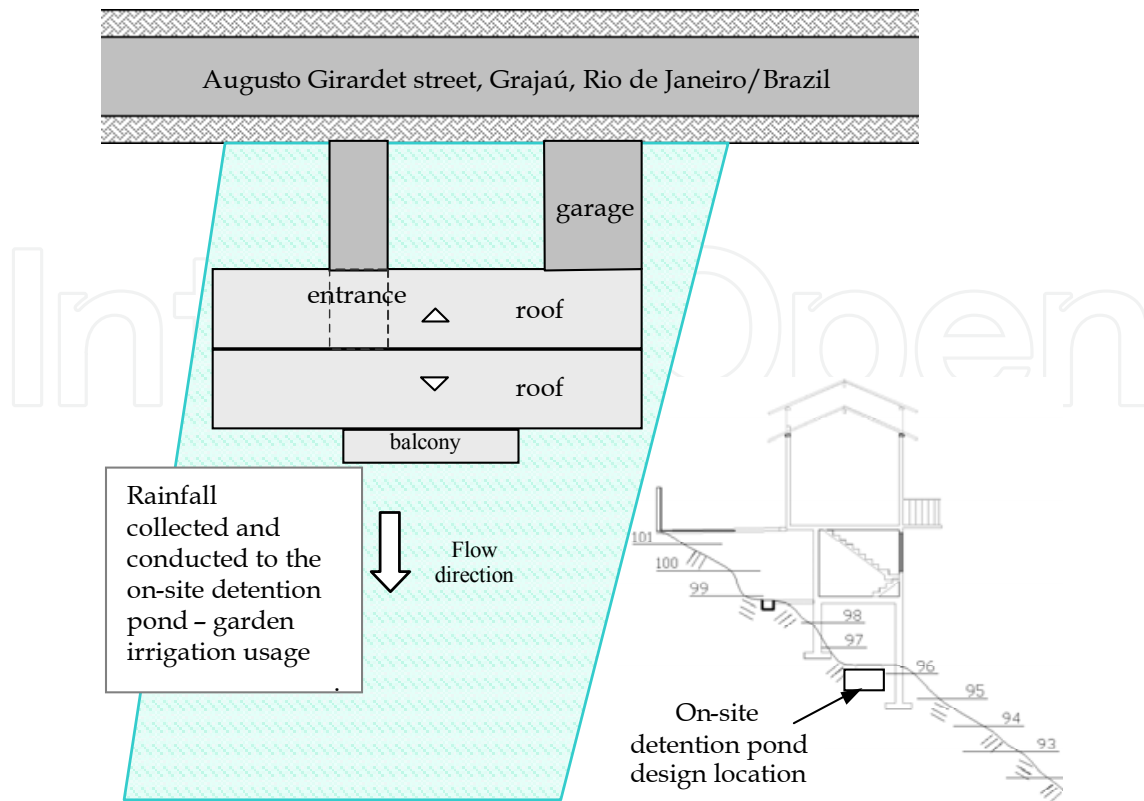 Augusto Girardet street, Grajaú, Rio de Janeiro/Brazil
garage
entrance
roof
roof
balcony
Rainfall
collected and
conducted to the
on-site detention
pond – garden
irrigation usage
.
Flow
direction
InTechOpen
101
100
99
98
97
96
95
94
93
On-site
detention pond
design location